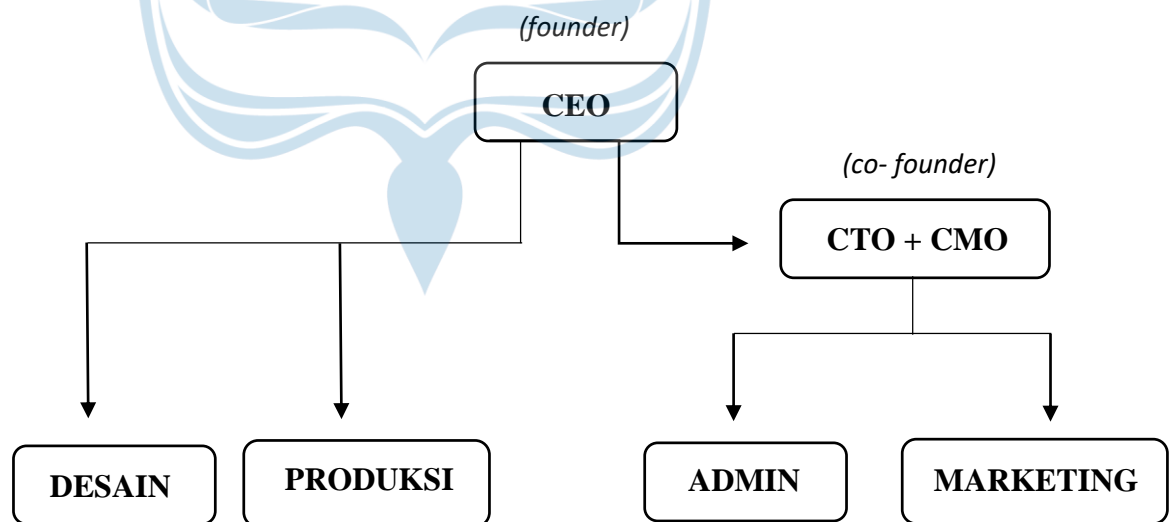 (founder)
CEO
(co- founder)
CTO + CMO
DESAIN
PRODUKSI
ADMIN
MARKETING